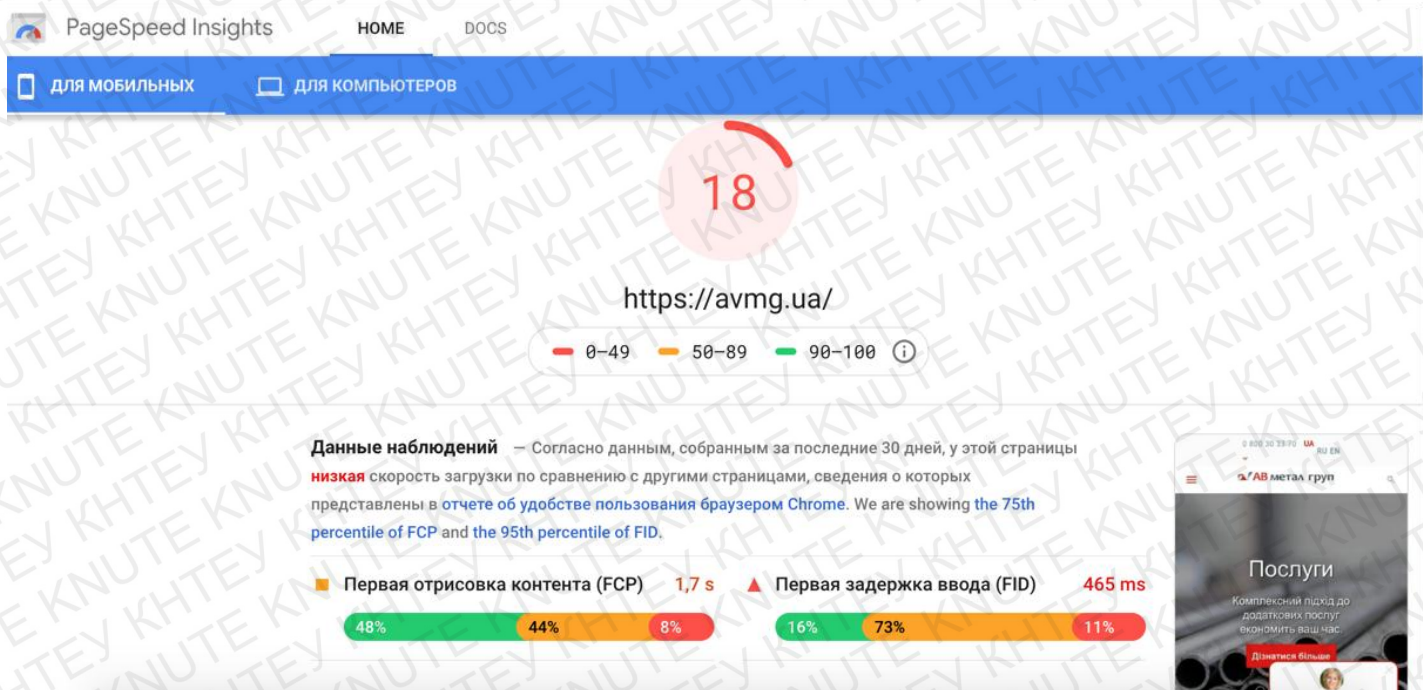 PageSpeed Insights
HOME
DOCS
ДЛЯ МОБИЛЬНЫХ
ДЛЯ КОМПЬЮТЕРОВ
18
https://avmg.ua/
0–49
50–89
90–100
Данные наблюдений — Согласно данным, собранным за последние 30 дней, у этой страницы
низкая скорость загрузки по сравнению с другими страницами, сведения о которых
представлены в отчете об удобстве пользования браузером Chrome. We are showing the 75th
percentile of FCP and the 95th percentile of FID.
Первая отрисовка контента (FCP) 1,7 s
48% 44% 8%
Первая задержка ввода (FID) 465 ms
16% 73% 11%
UA
RU EN
АВ метал груп
Послуги
Комплексний підхід до
додаткових послуг
економить ваш час.
Дізнатися більше
КНТЕУ KNUTE